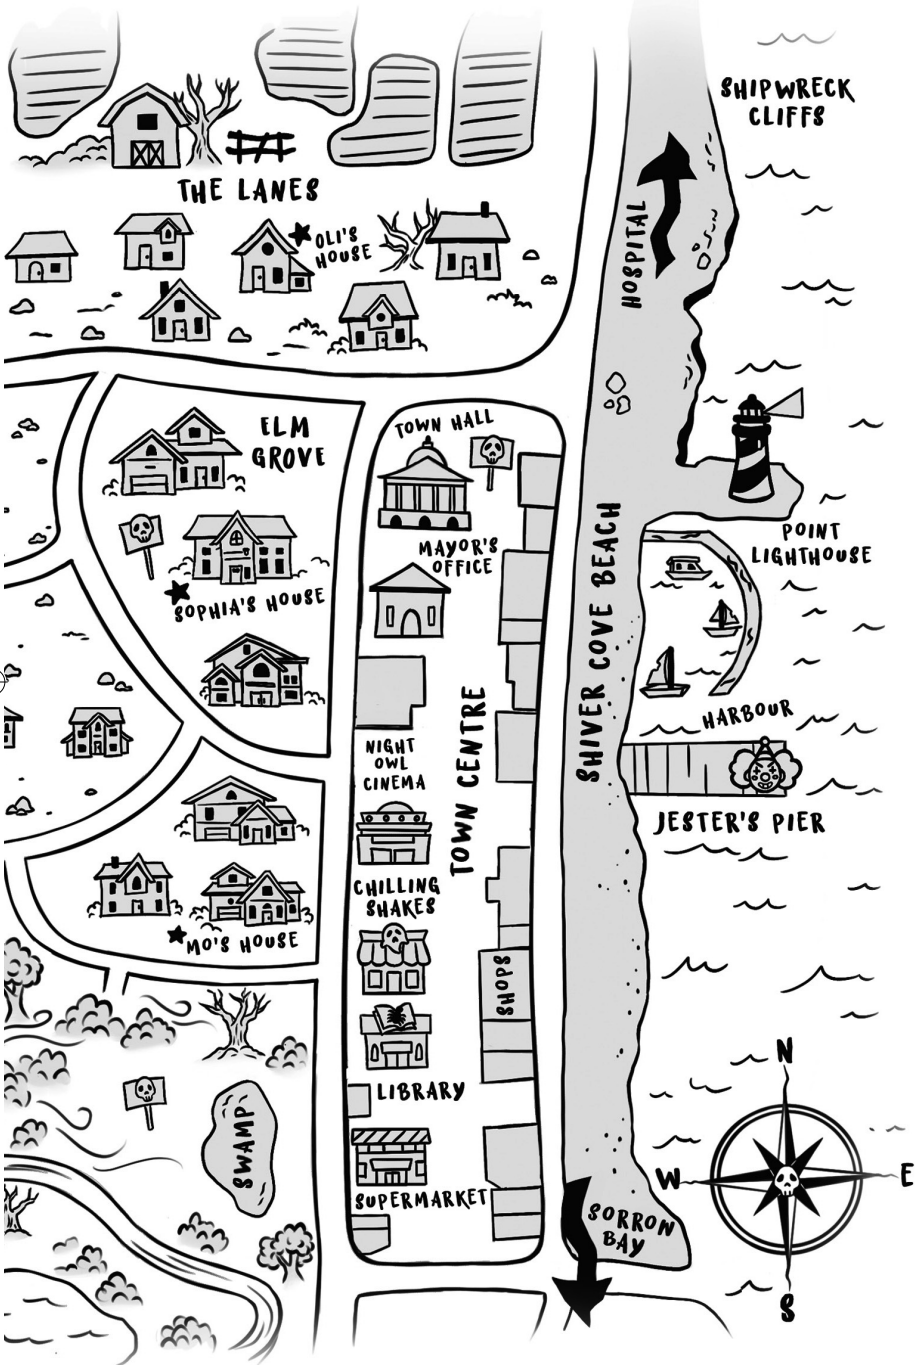 SHIPWRECK
CLIFFS
THE LANES
OLI'S
HOUSE
HOSPITAL
TOWN HALL
ELM
GROVE
MAYOR'S
OFFICE
POINT
LIGHTHOUSE
SOPHIA'S HOUSE
SHIVER COVE BEACH
HARBOUR
NIGHT
OWL
CINEMA
TOWN CENTRE
JESTER'S PIER
CHILLING
SHAKES
MO'S HOUSE
SHOPS
LIBRARY
SWAMP
SUPERMARKET
SORRON
BAY
N
W
E
S